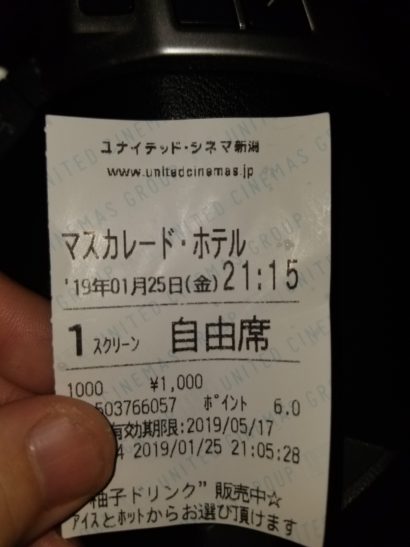 ユナイテッド・シネマ新潟
www.unitedcinemas.jp
マスカレード・ホテル
'19年01月25日(金) 21:15
1 スクリーン 自由席
1000 ¥1,000
503766057 ポイント 6.0
有効期限:2019/05/17
4 2019/01/25 21:05:28
柚子ドリンク" 販売中☆
アイスとホットからお選び頂けます
UNITED CINEMAS GROUP